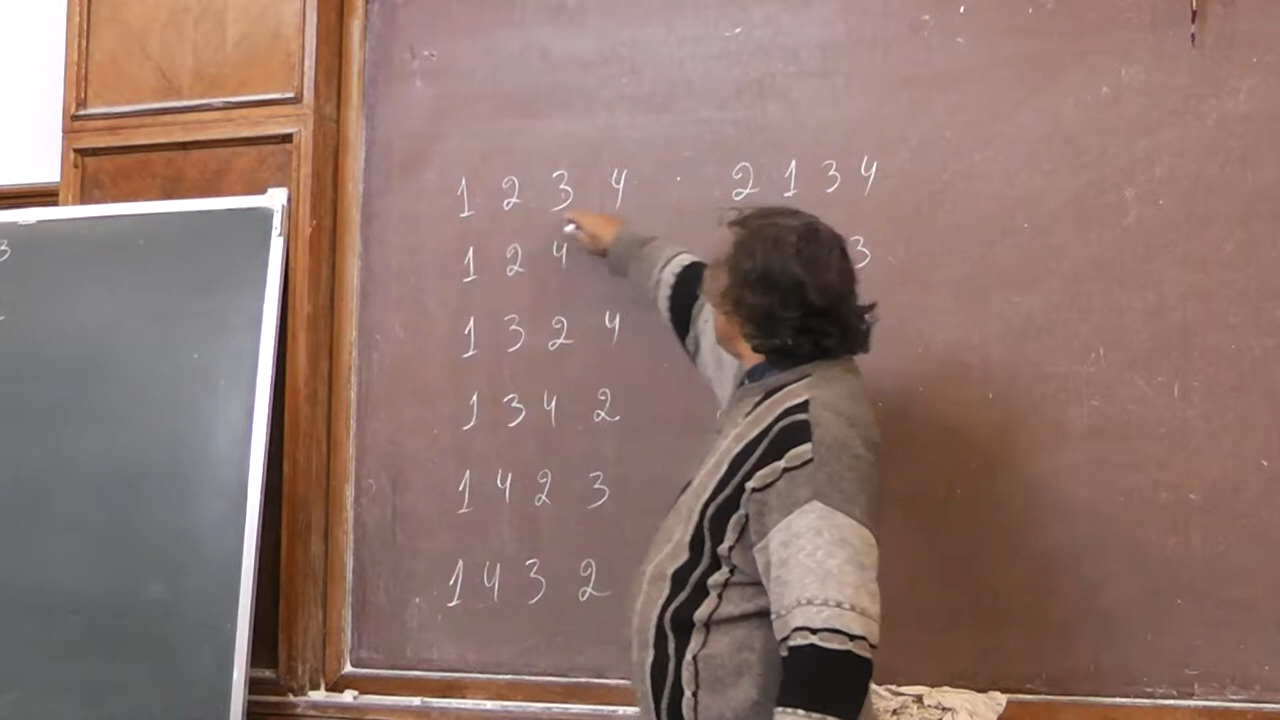 1 2 3 4 . 2 1 3 4
1 2 4 3
1 3 2 4
1 3 4 2
1 4 2 3
1 4 3 2
3